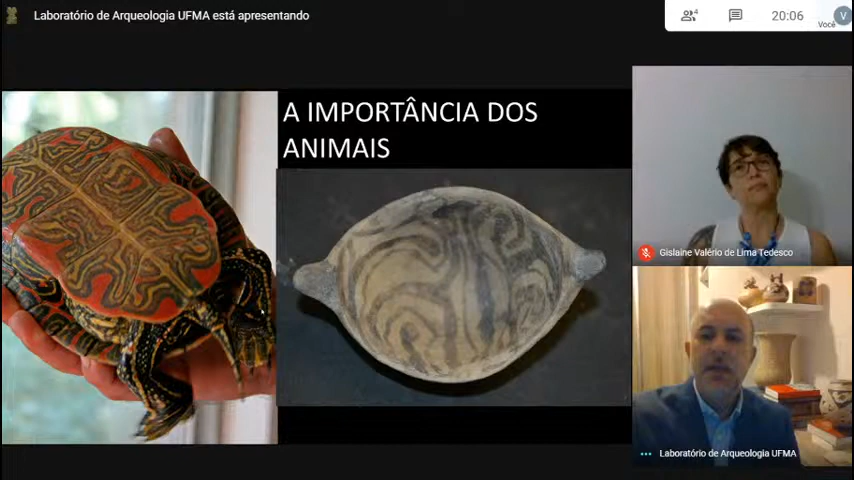 Laboratório de Arqueologia UFMA está apresentando
4
20:06
V
Você
A IMPORTÂNCIA DOS
ANIMAIS
Gislaine Valério de Lima Tedesco
Laboratório de Arqueologia UFMA